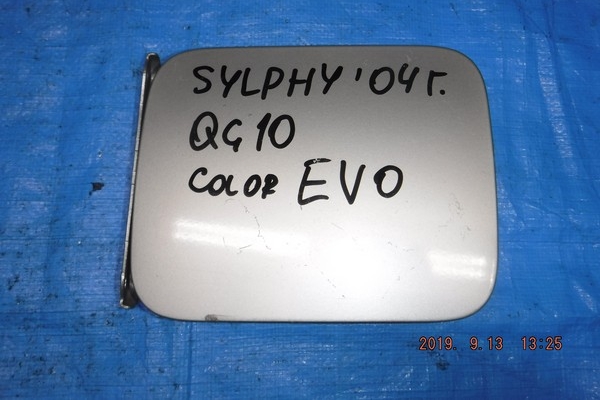 SYLPHY '04г.
QG10
COLOR EVO
2019. 9.13 13:25